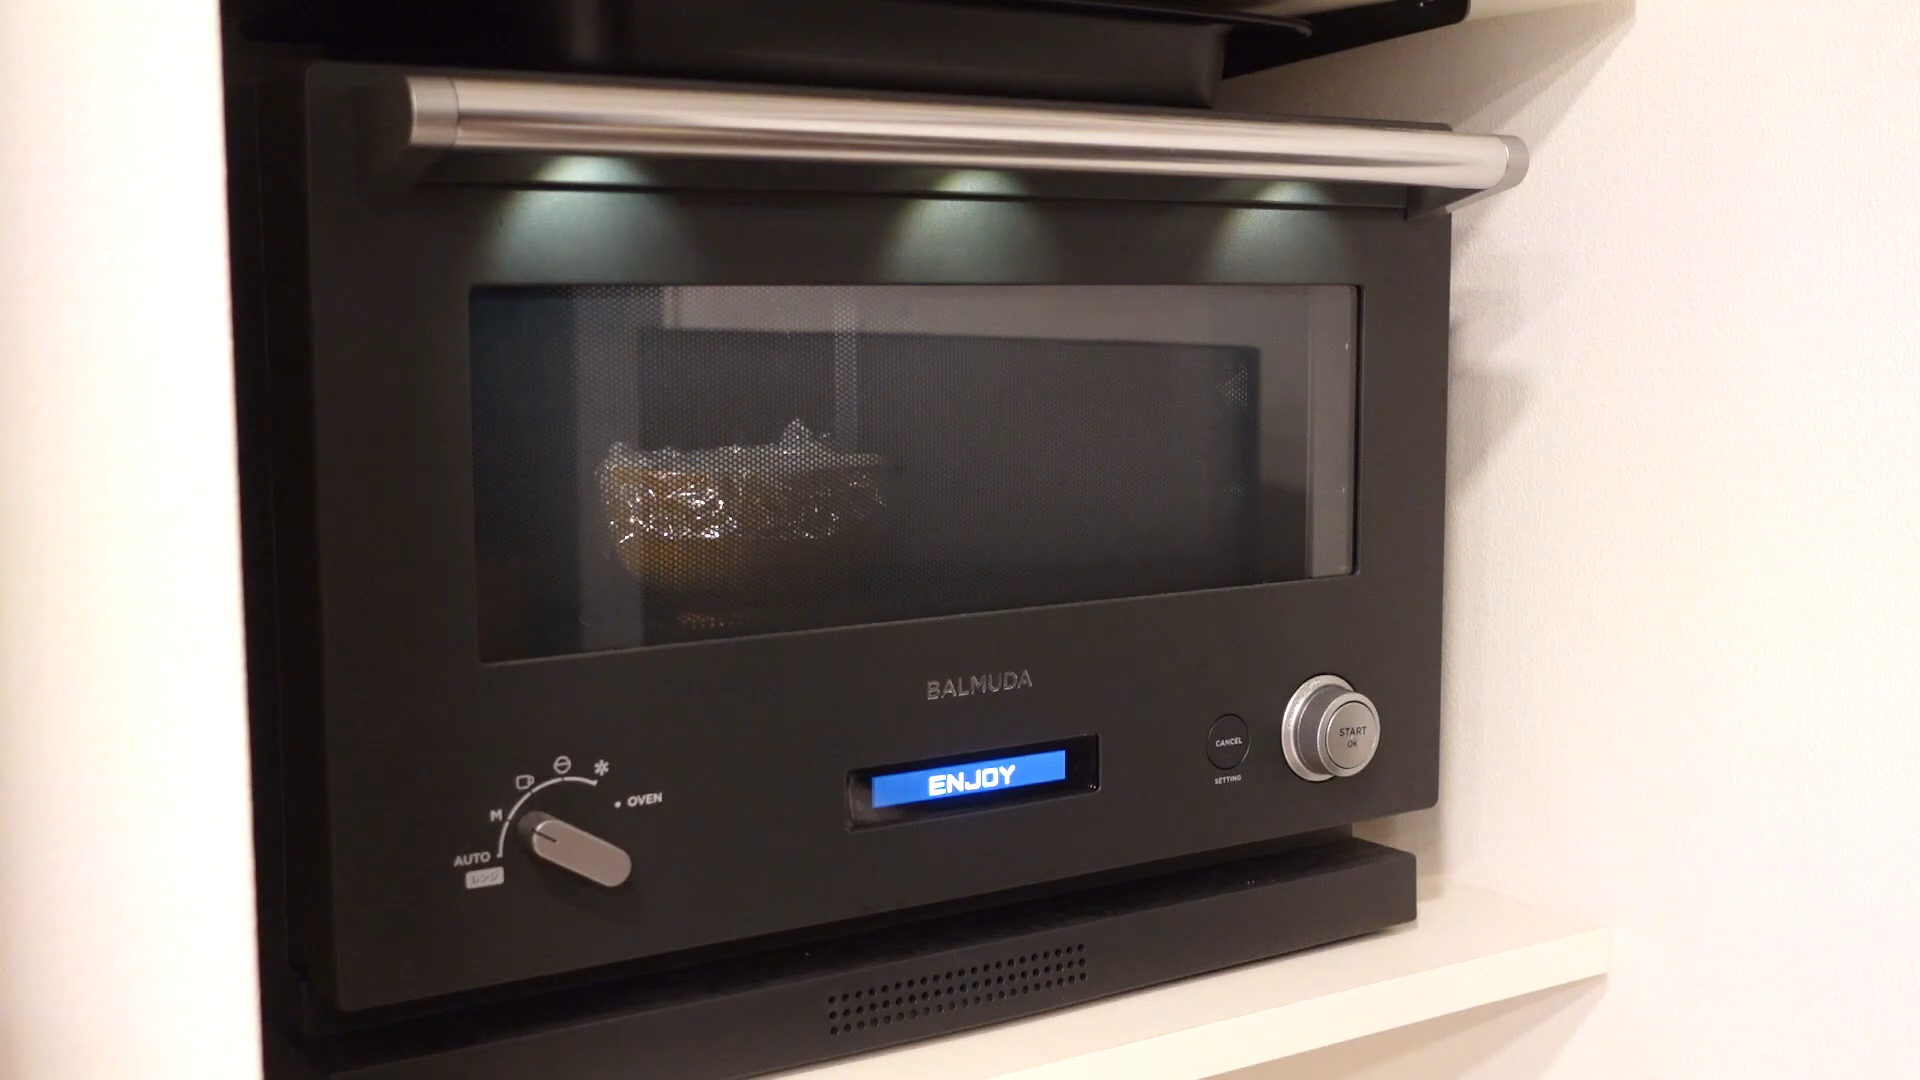 BALMUDA
ENJOY
CANCEL
SETTING
START
OK
OVEN
M
AUTO
レンジ